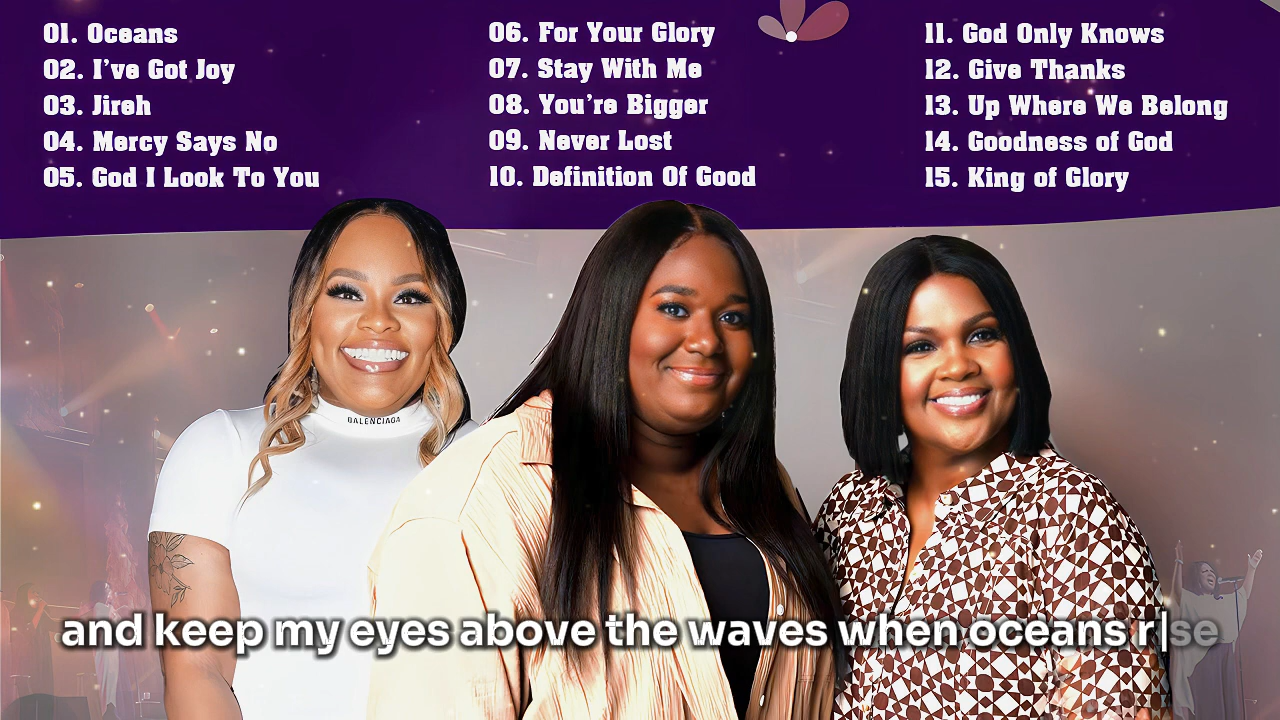 01. Oceans
02. I've Got Joy
03. Jireh
04. Mercy Says No
05. God I Look To You
06. For Your Glory
07. Stay With Me
08. You're Bigger
09. Never Lost
10. Definition Of Good
11. God Only Knows
12. Give Thanks
13. Up Where We Belong
14. Goodness of God
15. King of Glory
BALENCIAGA
and keep my eyes above the waves when oceans rise